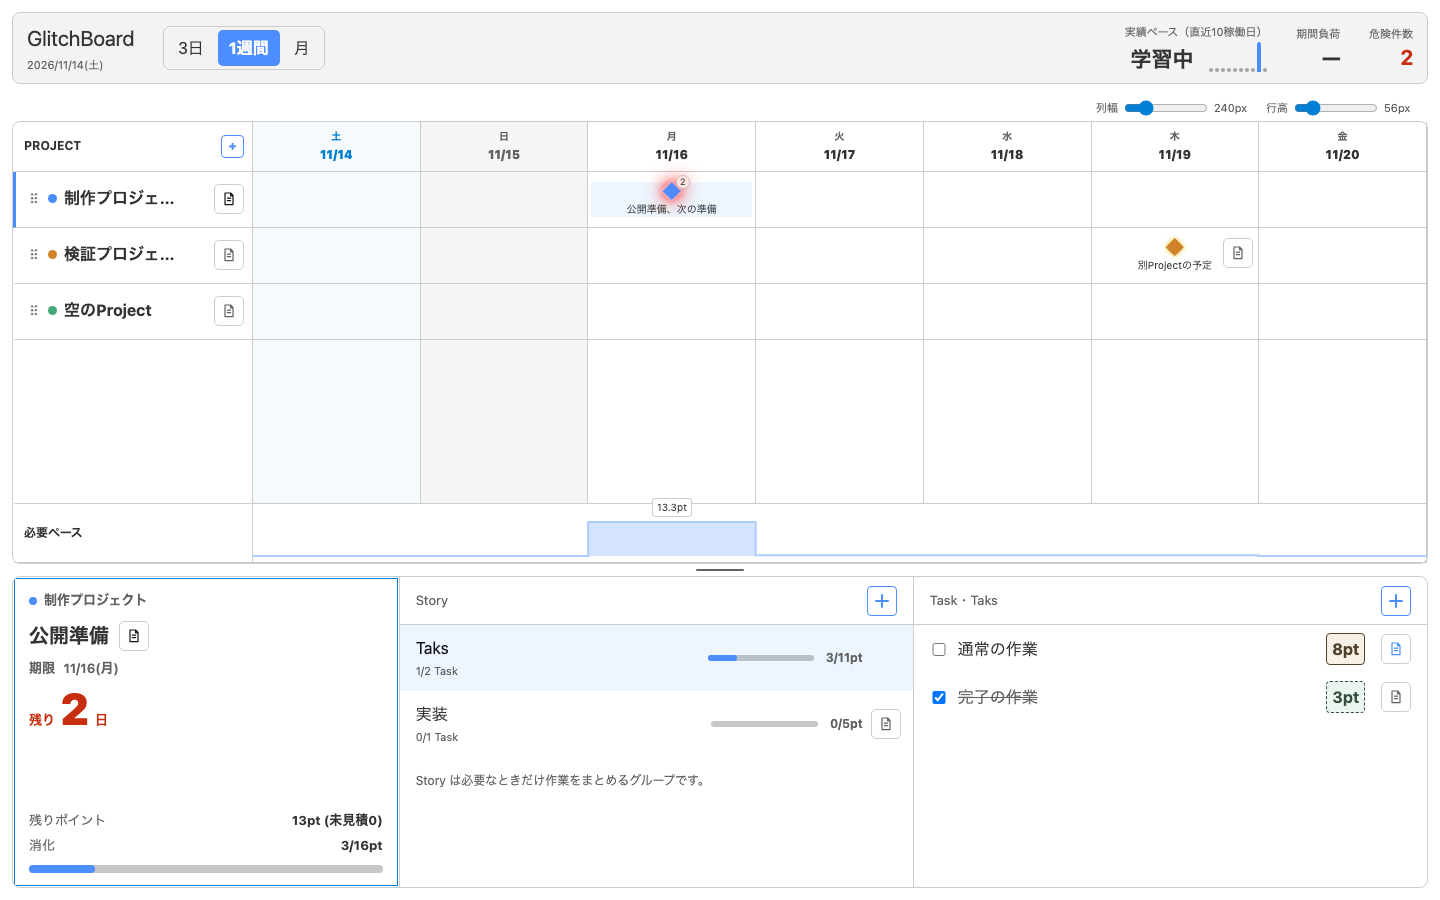 GlitchBoard
2026/11/14(土)
3日 1週間 月
実績ペース（直近10稼働日）
学習中
期間負荷
—
危険件数
2
列幅 240px 行高 56px
PROJECT +
土
11/14
日
11/15
月
11/16
火
11/17
水
11/18
木
11/19
金
11/20
制作プロジェ...
2
公開準備、次の準備
検証プロジェ...
別Projectの予定
空のProject
必要ペース
13.3pt
制作プロジェクト
公開準備
期限 11/16(月)
残り 2 日
残りポイント 13pt (未見積0)
消化 3/16pt
Story +
Taks
1/2 Task
3/11pt
実装
0/1 Task
0/5pt
Story は必要なときだけ作業をまとめるグループです。
Task・Taks +
通常の作業 8pt
完了の作業 3pt